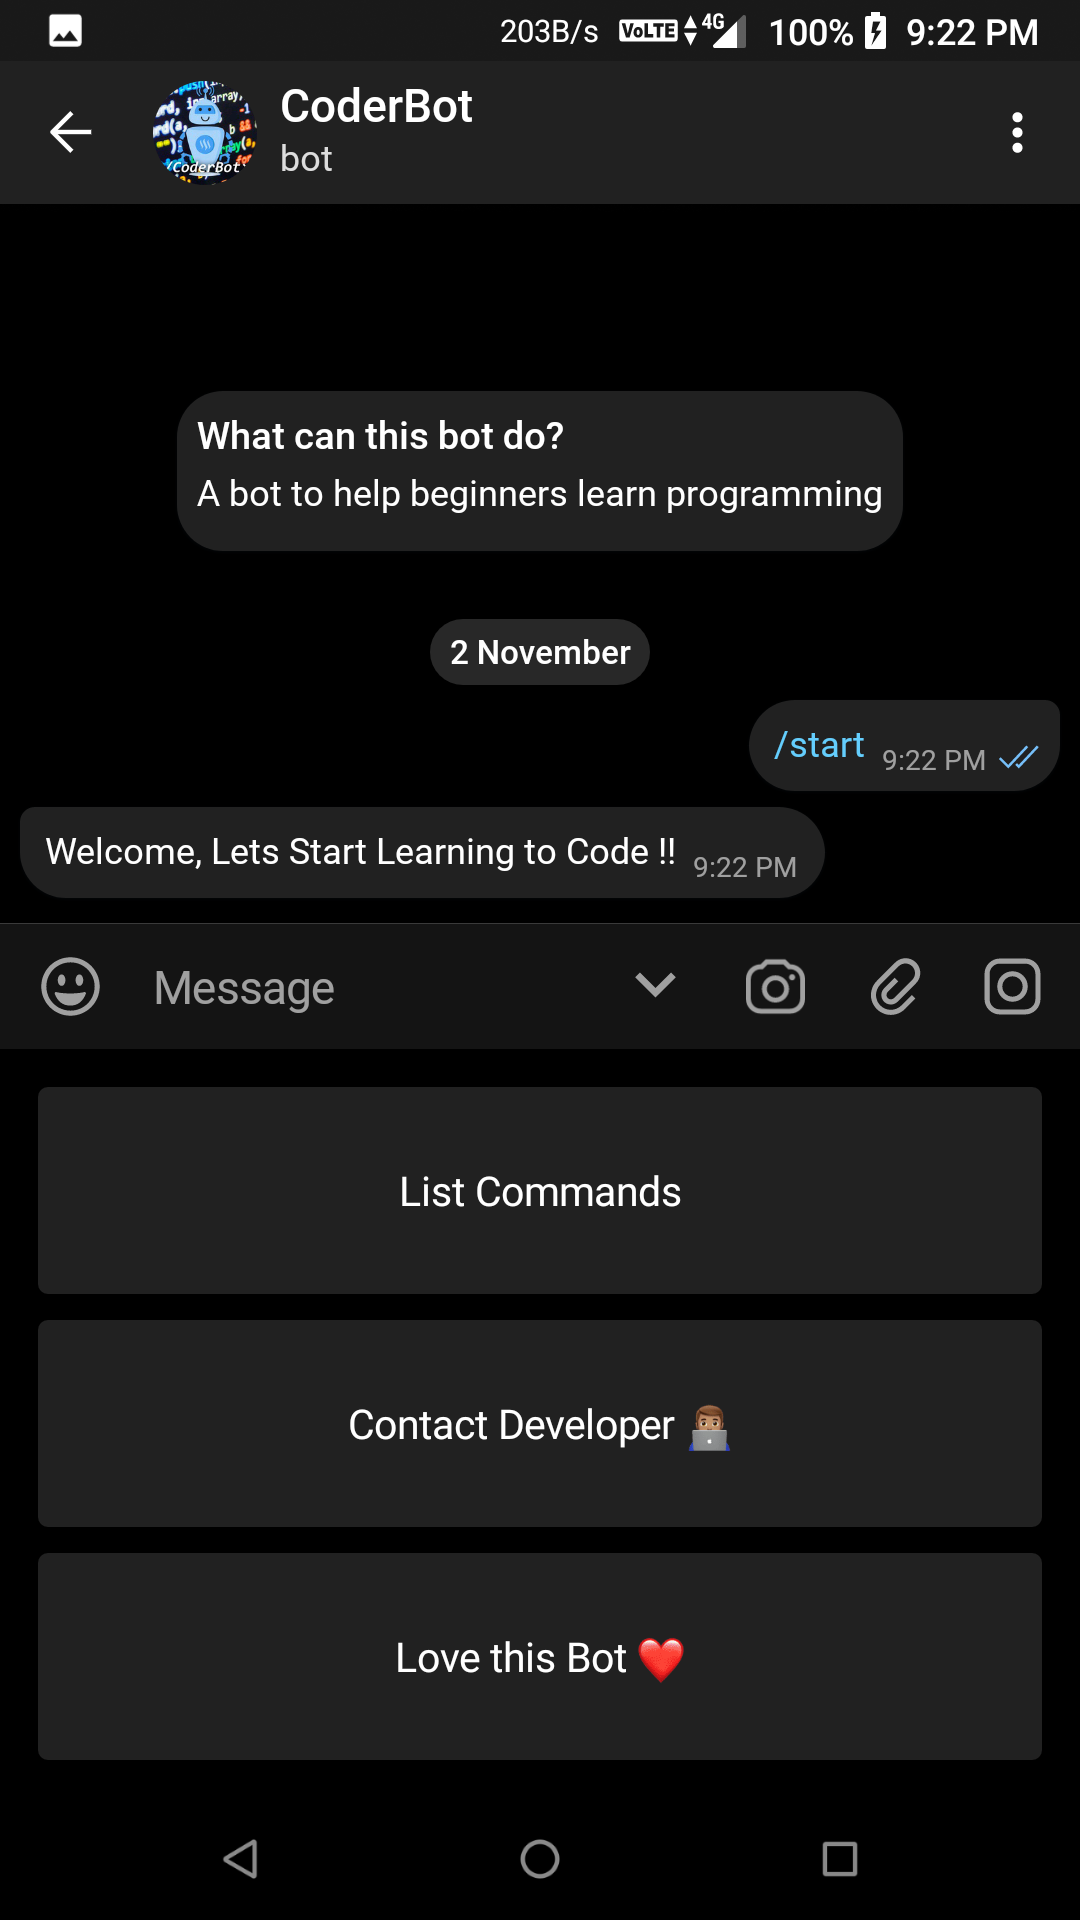 203B/s VoLTE 4G 100% 9:22 PM
CoderBot
bot
/CoderBot
What can this bot do?
A bot to help beginners learn programming
2 November
/start 9:22 PM
Welcome, Lets Start Learning to Code !! 9:22 PM
Message
List Commands
Contact Developer 👨🏽‍💻
Love this Bot ❤️